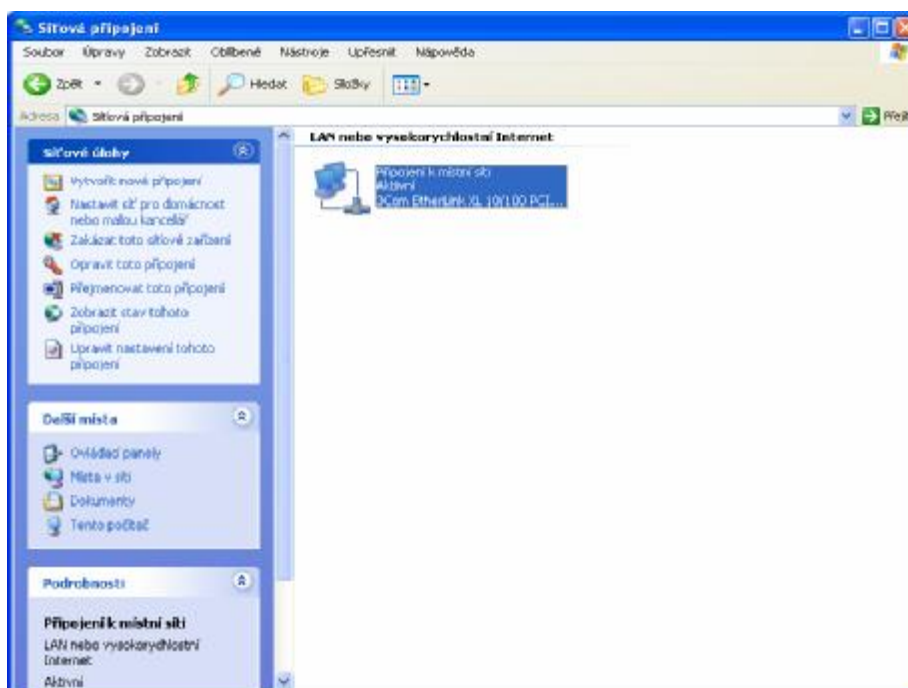 Síťová připojení
Soubor Úpravy Zobrazit Oblíbené Nástroje Upřesnit Nápověda
Zpět Hledat Složky
Adresa Síťová připojení Přejít
LAN nebo vysokorychlostní Internet
Síťové úlohy
Vytvořit nové připojení
Nastavit síť pro domácnost
nebo malou kancelář
Zakázat toto síťové zařízení
Opravit toto připojení
Přejmenovat toto připojení
Zobrazit stav tohoto
připojení
Upravit nastavení tohoto
připojení
Připojení k místní síti
Aktivní
3Com EtherLink XL 10/100 PCI...
Další místa
Ovládací panely
Místa v síti
Dokumenty
Tento počítač
Podrobnosti
Připojení k místní síti
LAN nebo vysokorychlostní
Internet
Aktivní